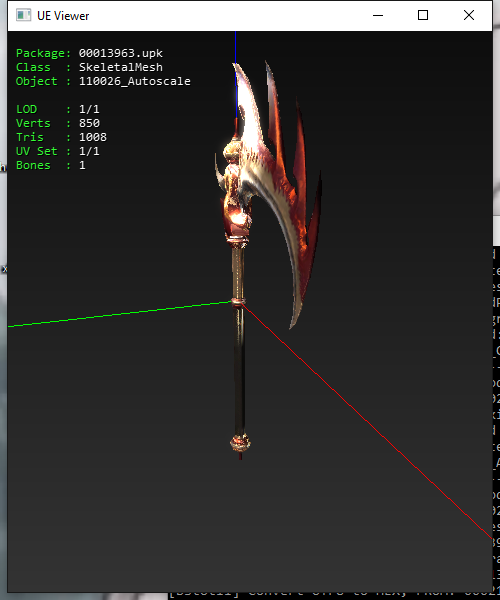 UE Viewer
Package: 00013963.upk
Class  : SkeletalMesh
Object : 110026_Autoscale
LOD    : 1/1
Verts  : 850
Tris   : 1008
UV Set : 1/1
Bones  : 1